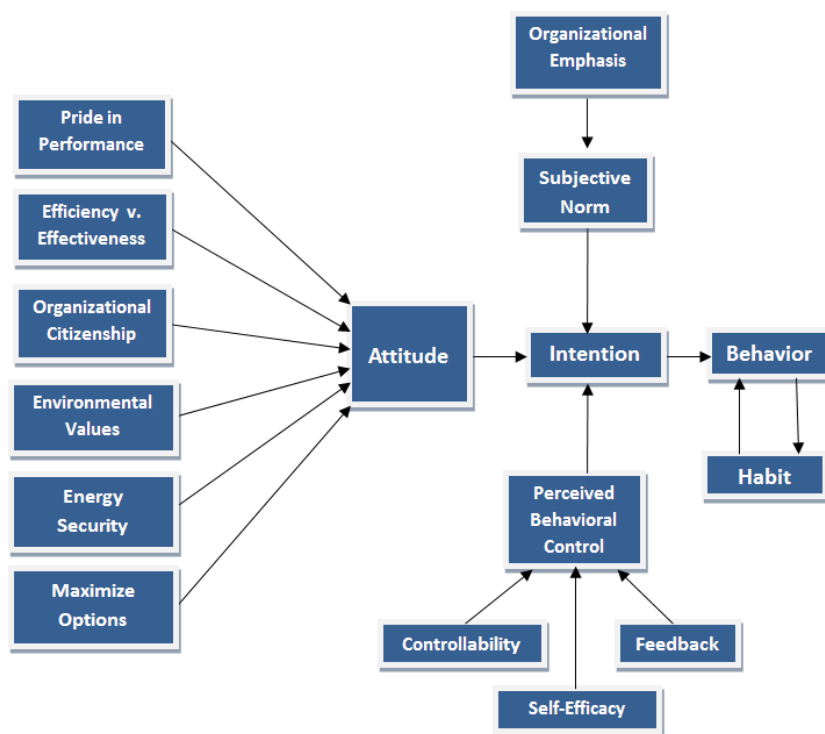 Organizational
Emphasis
Pride in
Performance
Subjective
Norm
Efficiency v.
Effectiveness
Organizational
Citizenship
Attitude
Intention
Behavior
Environmental
Values
Energy
Security
Perceived
Behavioral
Control
Habit
Maximize
Options
Controllability
Feedback
Self-Efficacy